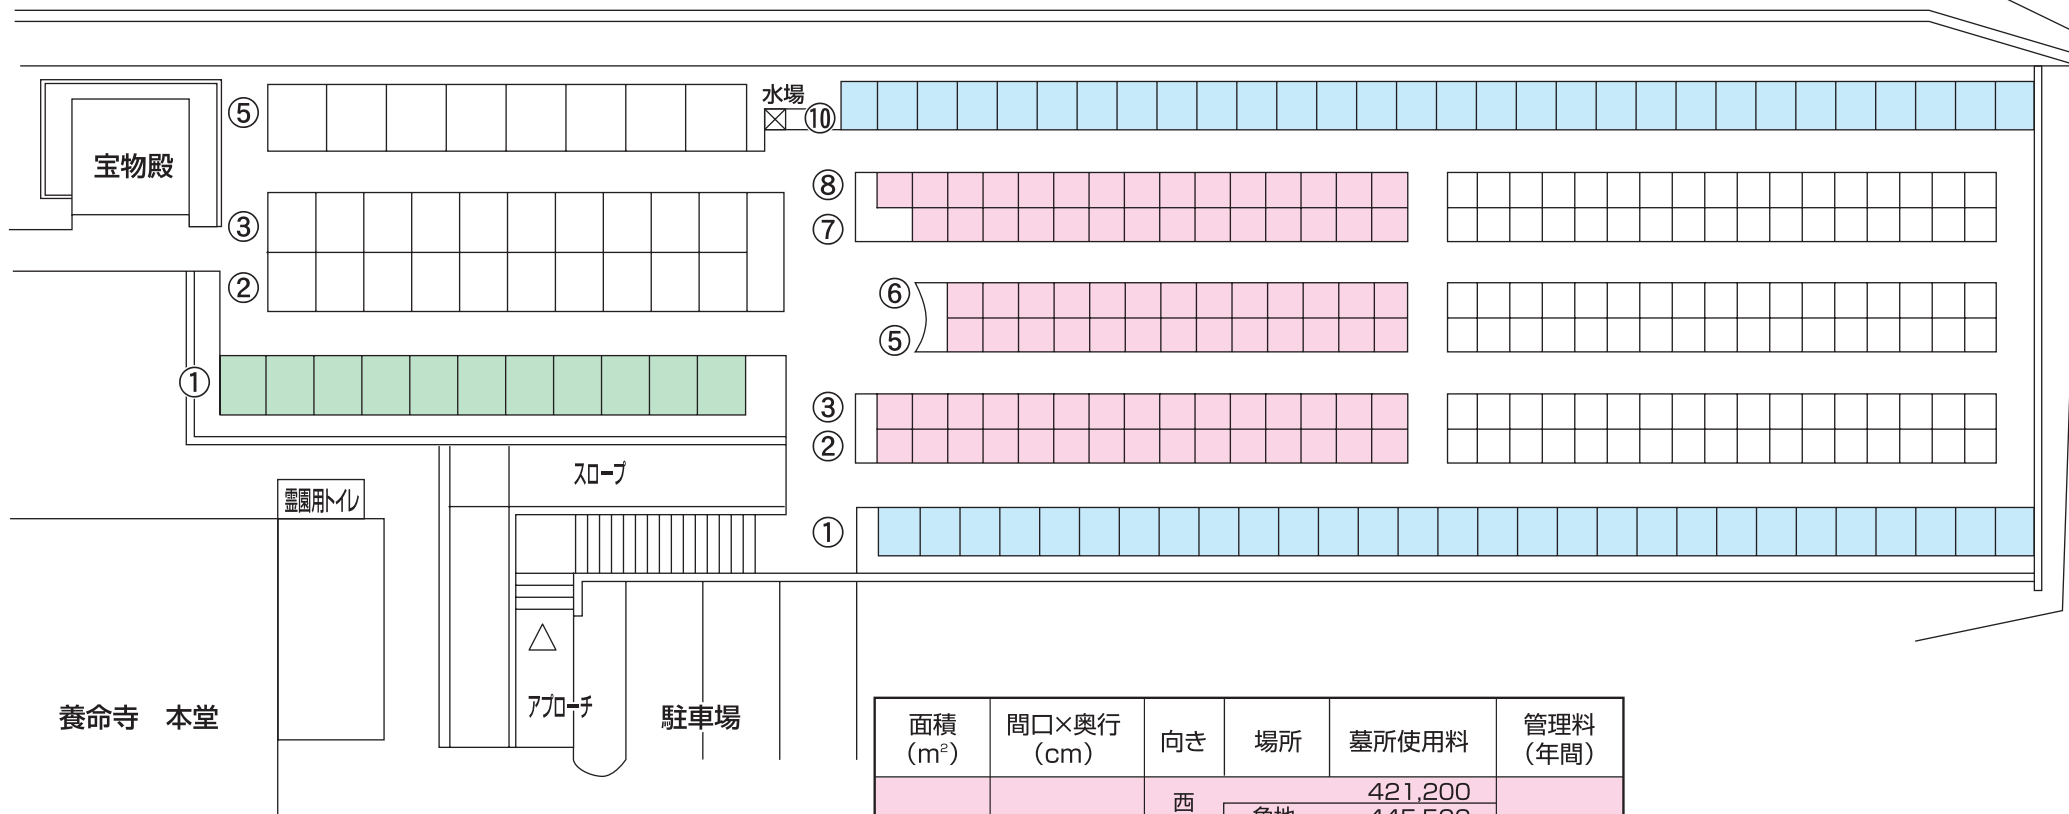 水場
⑤
⑩
宝物殿
⑧
③
⑦
②
⑥
⑤
①
③
②
スロープ
霊園用トイレ
①
養命寺 本堂
アプローチ
駐車場
面積
(m²)
間口×奥行
(cm)
向き
場所
墓所使用料
管理料
(年間)
西
421,200